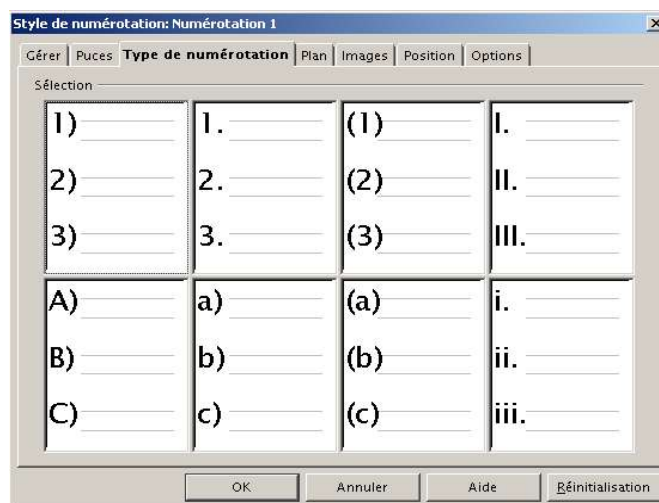 Style de numérotation: Numérotation 1
Gérer Puces Type de numérotation Plan Images Position Options
Sélection
1) 1. (1) I.
2) 2. (2) II.
3) 3. (3) III.
A) a) (a) i.
B) b) (b) ii.
C) c) (c) iii.
OK Annuler Aide Réinitialisation